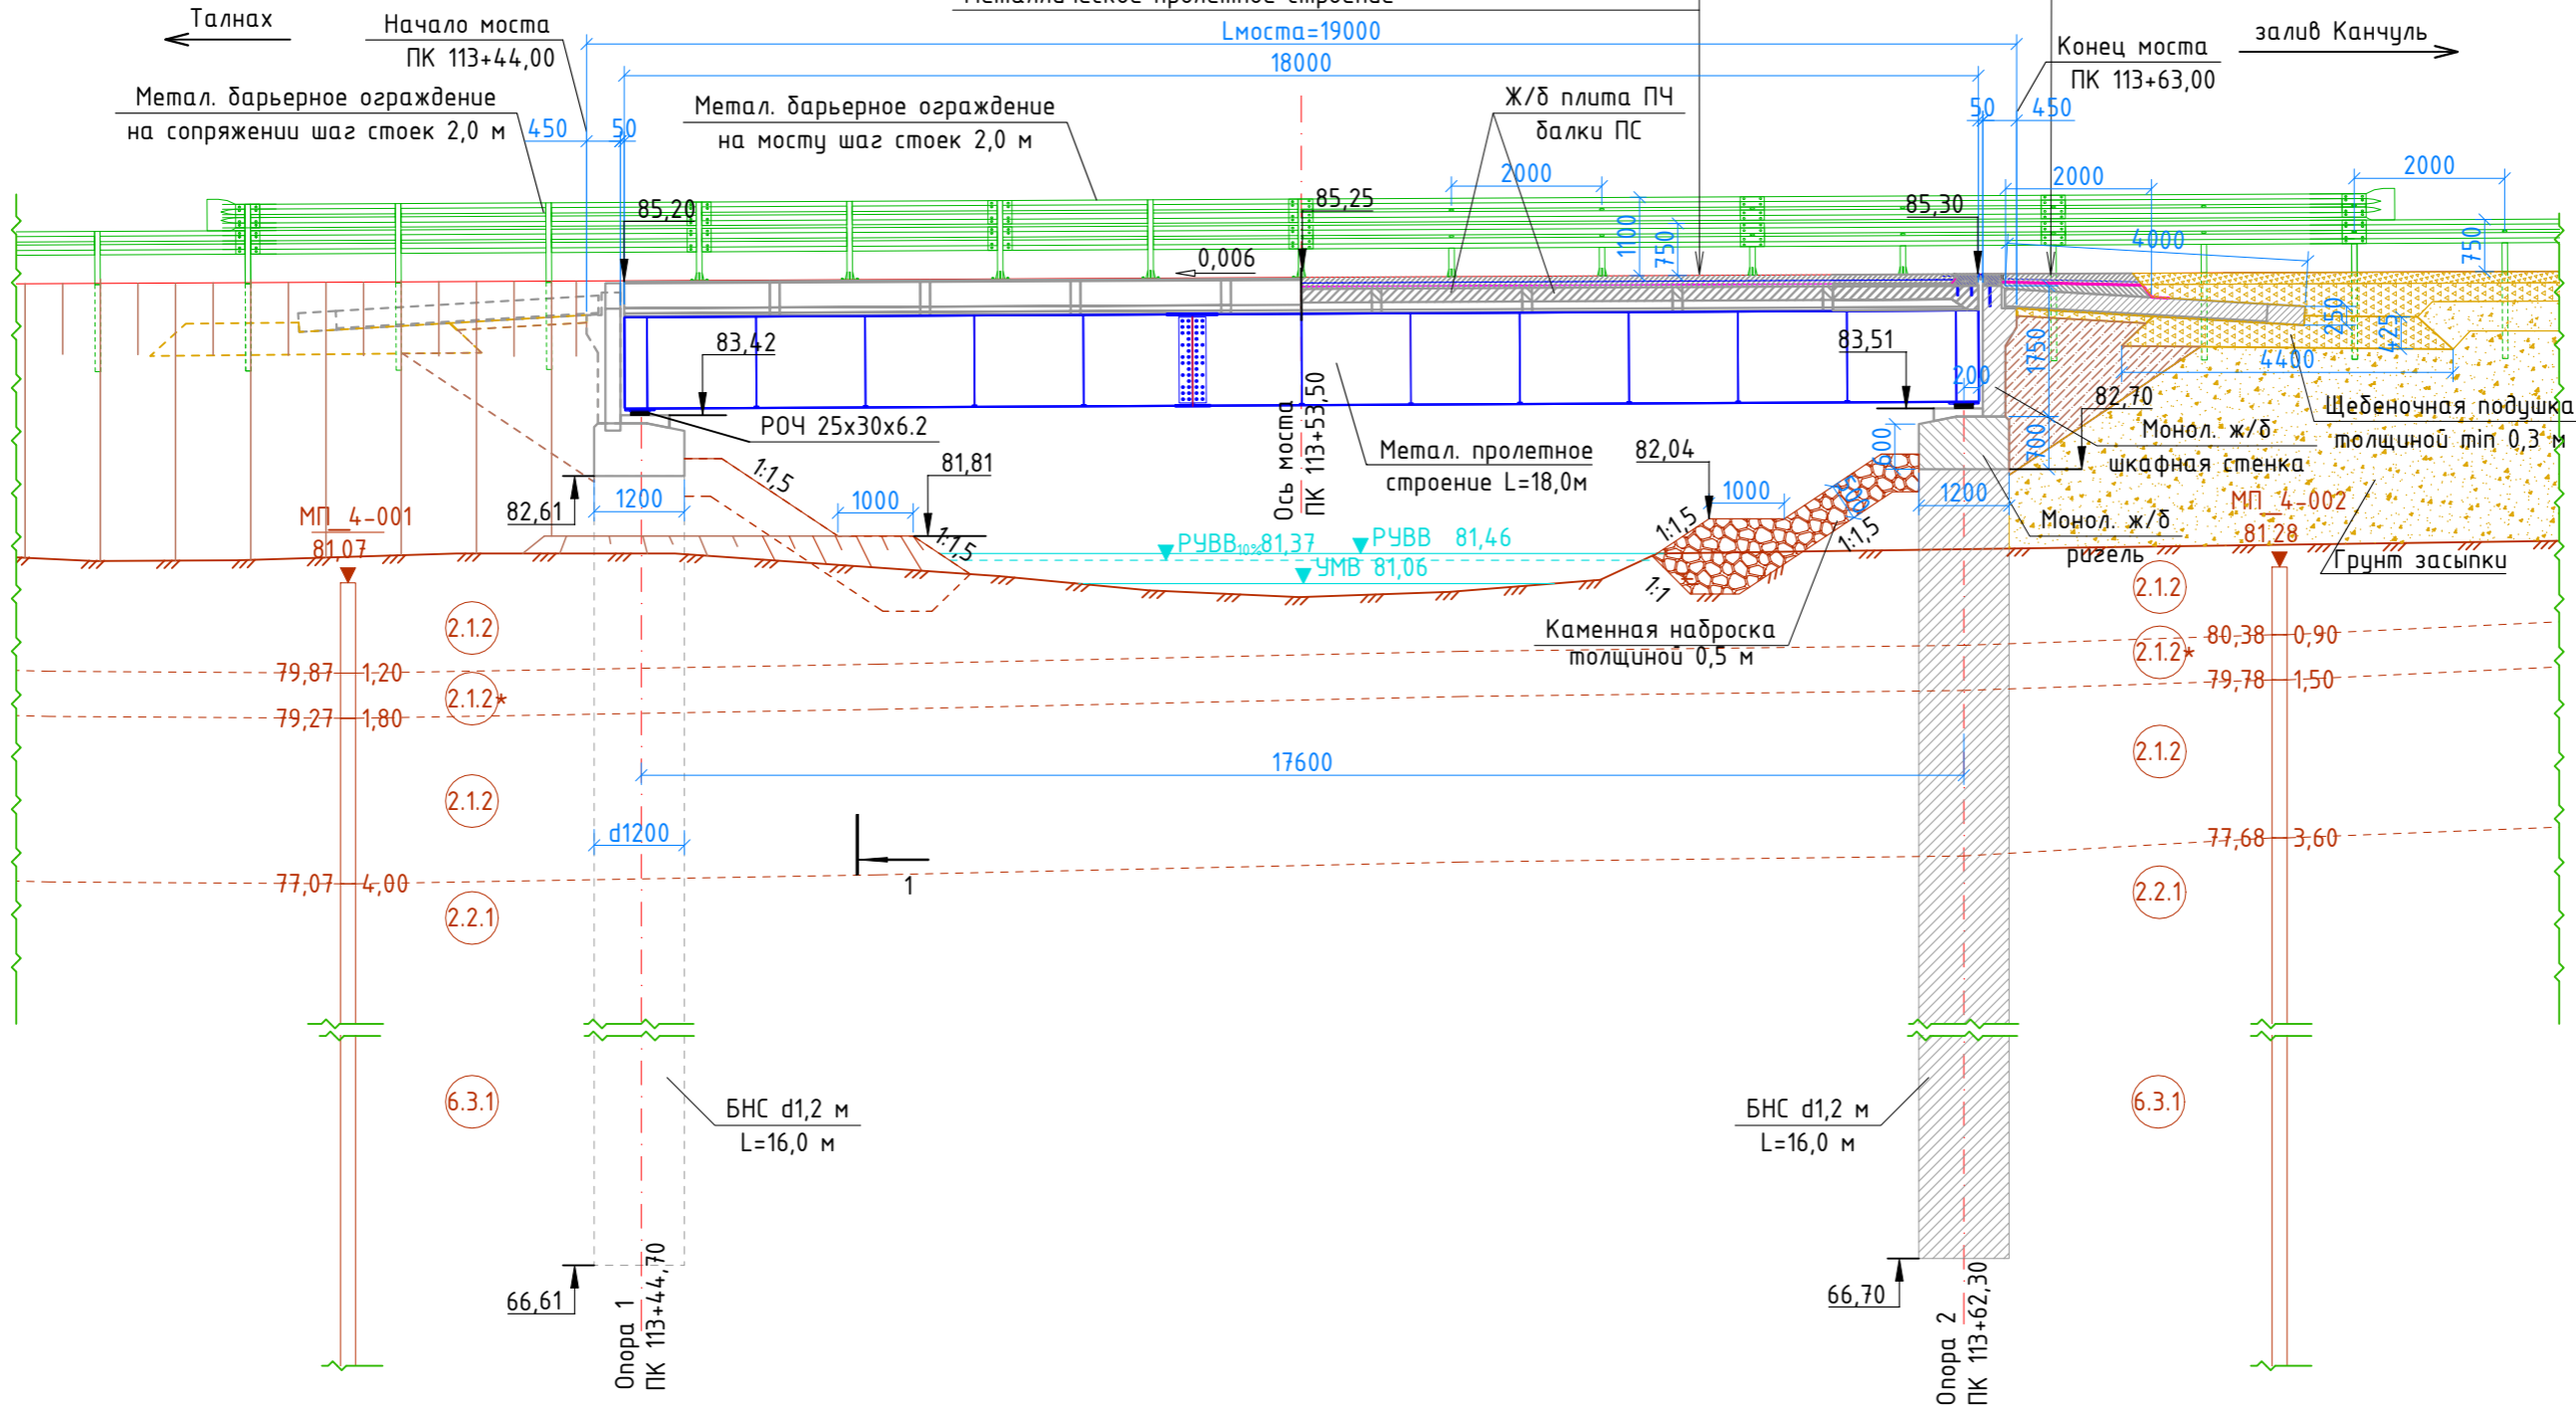 Талнах
Металлическое пролетное строение
Начало моста
ПК 113+44,00
Lмоста=19000
залив Канчуль
Конец моста
ПК 113+63,00
18000
Метал. барьерное ограждение
на сопряжении шаг стоек 2,0 м
450
50
Метал. барьерное ограждение
на мосту шаг стоек 2,0 м
Ж/б плита ПЧ
балки ПС
50
450
2000
2000
2000
85,20
85,25
85,30
1100
750
4000
750
0,006
83,42
83,51
1750
250
425
4400
200
РОЧ 25х30х6.2
Ось моста
ПК 113+53,50
Метал. пролетное
строение L=18,0м
82,70
Щебеночная подушка
толщиной min 0,3 м
Монол. ж/б
шкафная стенка
600
700
1:1,5
81,81
82,04
1000
1200
82,61
1000
500
1200
1:1,5
1:1,5
1:1,5
1:1
МП_4-001
81.07
МП_4-002
81.28
Монол. ж/б
ригель
Грунт засыпки
РУВВ10%81,37
РУВВ 81,46
УМВ 81,06
Каменная наброска
толщиной 0,5 м
2.1.2
2.1.2
79,87 1,20
80,38 0,90
2.1.2*
2.1.2*
79,27 1,80
79,78 1,50
2.1.2
2.1.2
17600
d1200
77,07 4,00
77,68 3,60
1
2.2.1
2.2.1
6.3.1
6.3.1
БНС d1,2 м
L=16,0 м
БНС d1,2 м
L=16,0 м
66,61
66,70
Опора 1
ПК 113+44,70
Опора 2
ПК 113+62,30